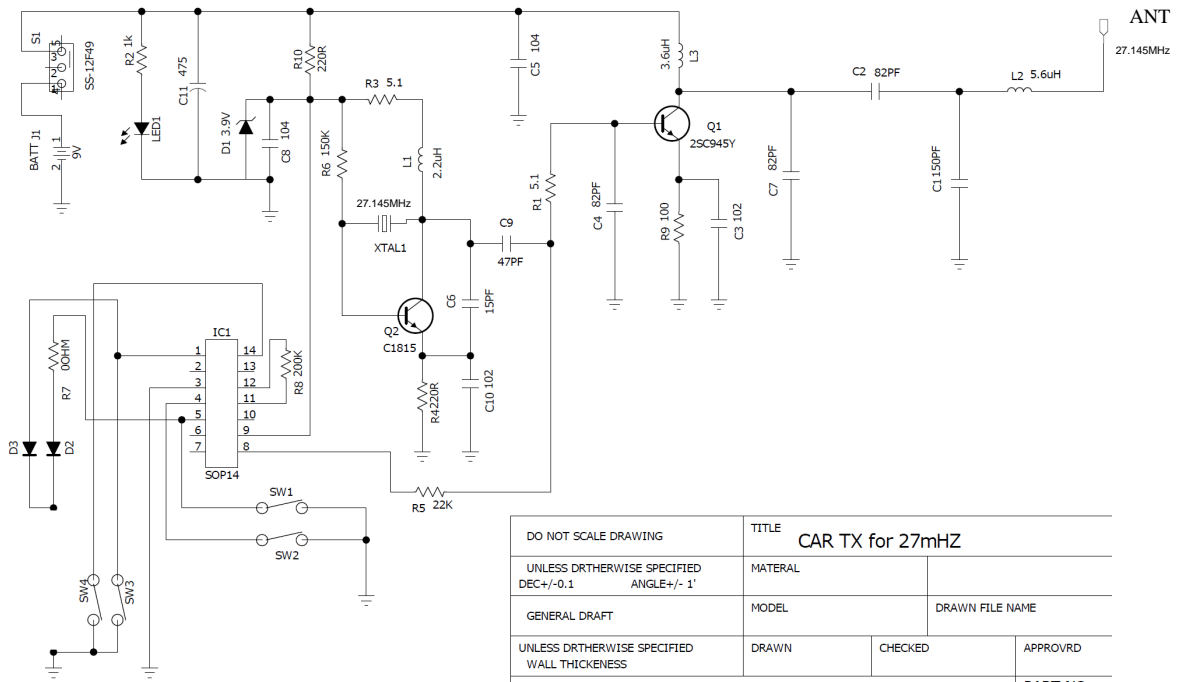 ANT
27.145MHz
S1
5
3
2
1
4
SS-12F49
R2 1k
475
C11
R10
220R
104
C5
3.6uH
L3
C2 82PF
L2 5.6uH
R3 5.1
BATT J1
1
2
9V
LED1
D1 3.9V
104
C8
R6 150K
L1
2.2uH
Q1
2SC945Y
R1 5.1
82PF
C4
82PF
C7
C1 150PF
27.145MHz
XTAL1
C9
47PF
R9 100
C3 102
C6
15PF
Q2
C1815
IC1
R7 0OHM
1
2
3
4
5
6
7
14
13
12
11
10
9
8
R8 200K
R4 220R
C10 102
D3
D2
SOP14
SW1
R5 22K
SW2
SW4
SW3
DO NOT SCALE DRAWING
TITLE
CAR TX for 27mHZ
UNLESS DRTHERWISE SPECIFIED
DEC+/-0.1 ANGLE+/- 1'
MATERAL
GENERAL DRAFT
MODEL
DRAWN FILE NAME
UNLESS DRTHERWISE SPECIFIED
WALL THICKENESS
DRAWN
CHECKED
APPROVRD